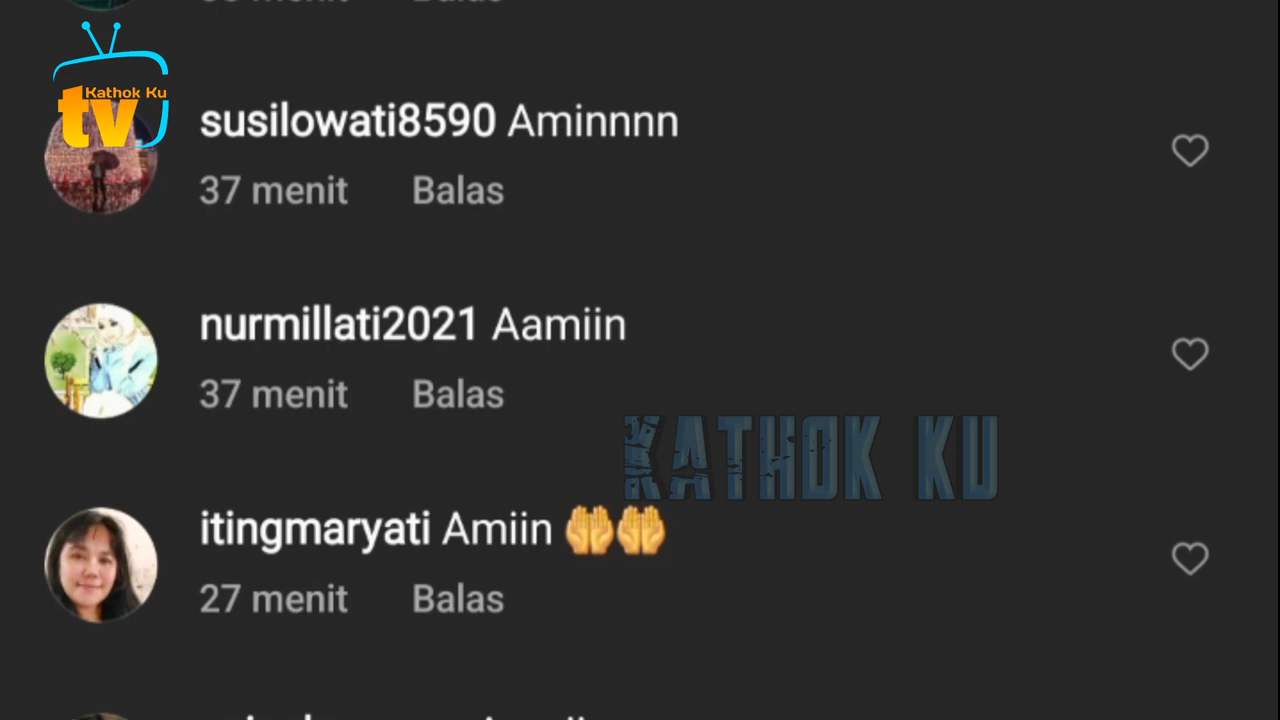 Kathok Ku
tv
susilowati8590 Aminnnn
37 menit Balas
nurmillati2021 Aamiin
37 menit Balas
KATHOK KU
itingmaryati Amiin 🤲🤲
27 menit Balas